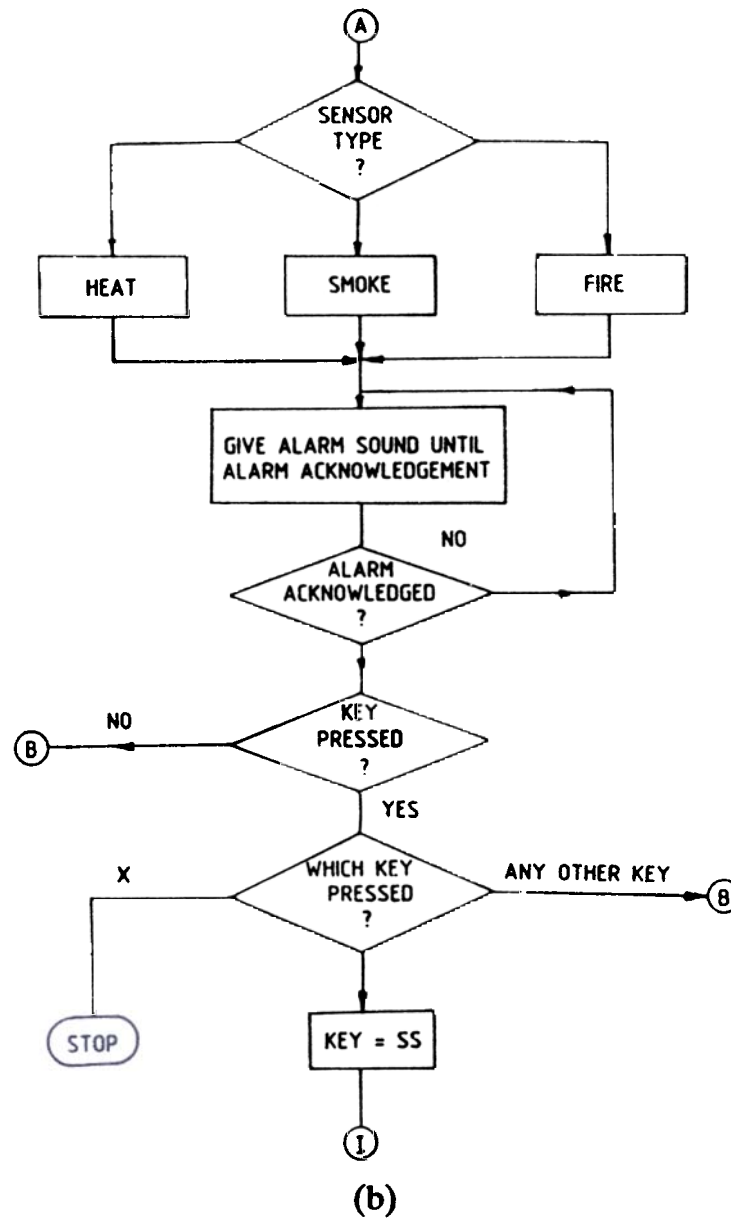 A
SENSOR
TYPE
?
HEAT
SMOKE
FIRE
GIVE ALARM SOUND UNTIL
ALARM ACKNOWLEDGEMENT
NO
ALARM
ACKNOWLEDGED
?
NO
KEY
PRESSED
?
B
YES
X
WHICH KEY
PRESSED
?
ANY OTHER KEY
B
STOP
KEY = SS
I
(b)